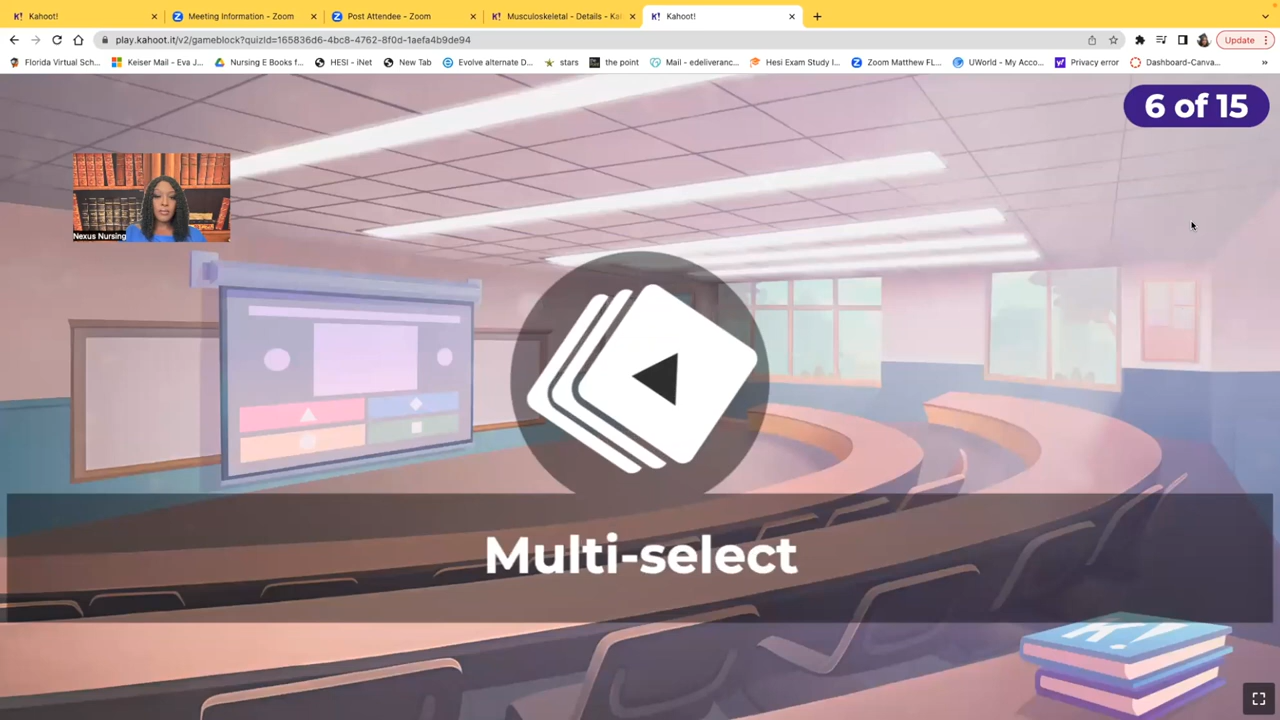 Kahoot!
Meeting Information - Zoom
Post Attendee - Zoom
Musculoskeletal - Details - Ka
Kahoot!
play.kahoot.it/v2/gameblock?quizId=165836d6-4bc8-4762-8f0d-1aefa4b9de94
Update
Florida Virtual Sch...
Keiser Mail - Eva J...
Nursing E Books f...
HESI - iNet
New Tab
Evolve alternate D...
stars
the point
Mail - edeliveranc...
Hesi Exam Study I...
Zoom Matthew FL...
UWorld - My Acco...
Privacy error
Dashboard-Canva...
6 of 15
Nexus Nursing
Multi-select
K!